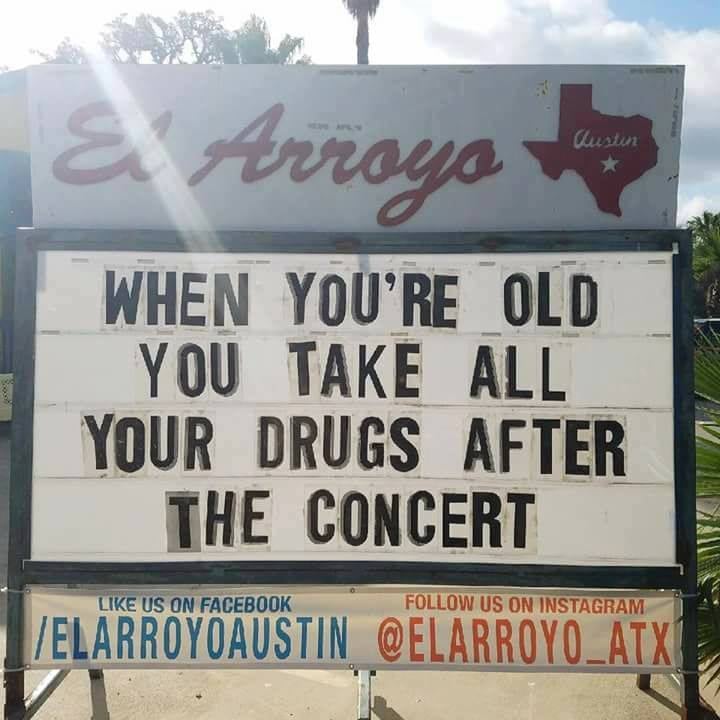 El Arroyo
Austin
WHEN YOU'RE OLD
YOU TAKE ALL
YOUR DRUGS AFTER
THE CONCERT
LIKE US ON FACEBOOK
/ELARROYOAUSTIN
FOLLOW US ON INSTAGRAM
@ELARROYO_ATX